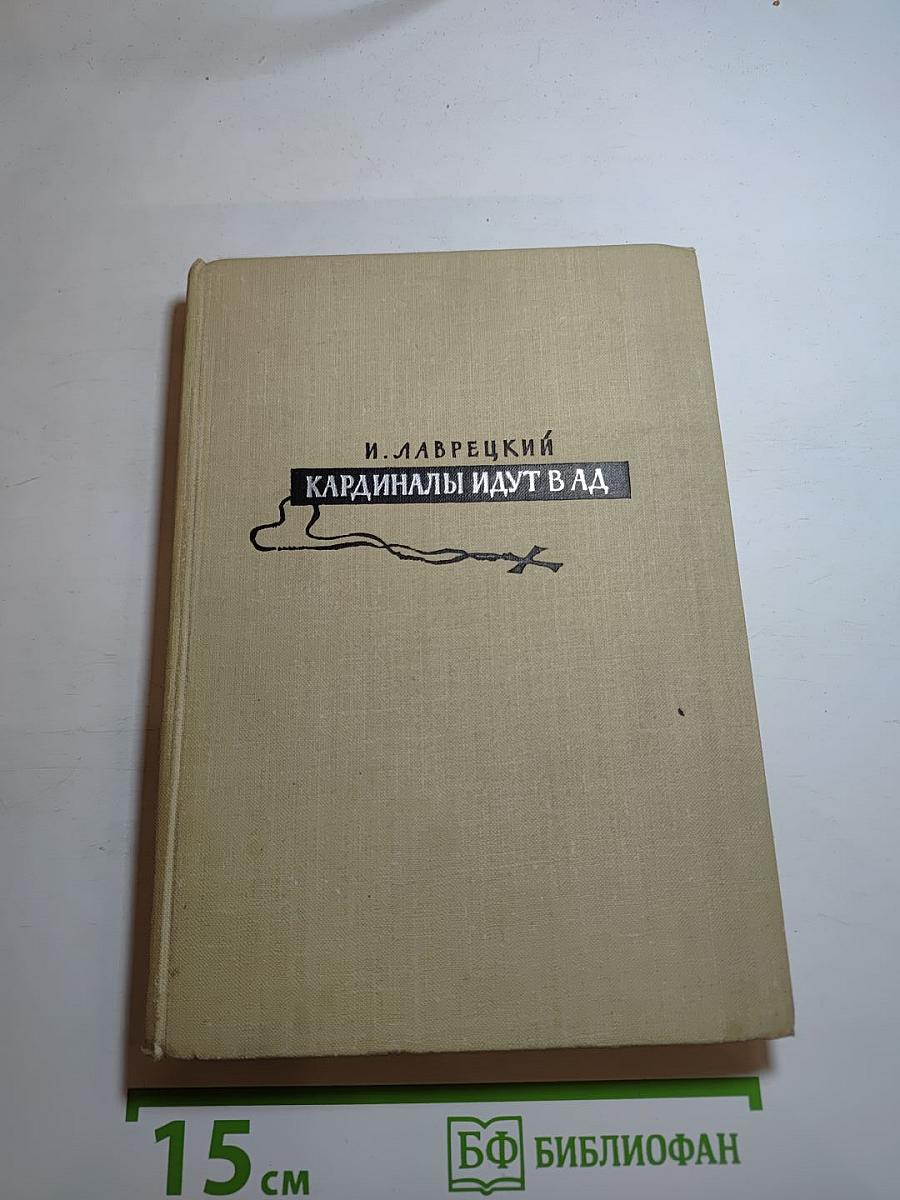 И. ЛАВРЕЦКИЙ
КАРДИНАЛЫ ИДУТ В АД
15 см
БФ БИБЛИОФАН